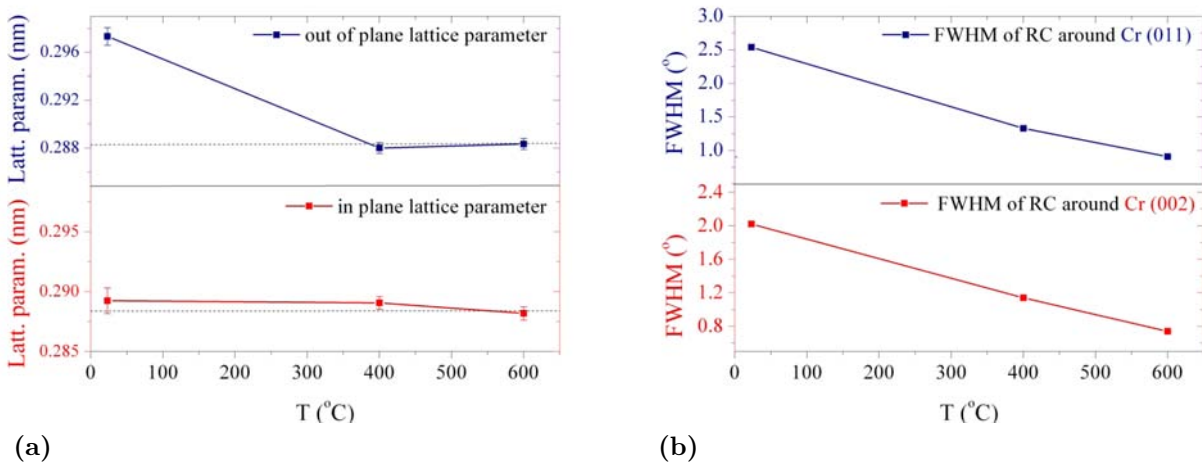 Latt. param. (nm)
0.296
0.292
0.288
out of plane lattice parameter
Latt. param. (nm)
0.295
0.290
0.285
in plane lattice parameter
0 100 200 300 400 500 600
T (°C)
(a)
FWHM (°)
3.0
2.5
2.0
1.5
1.0
FWHM of RC around Cr (011)
FWHM (°)
2.4
2.0
1.6
1.2
0.8
FWHM of RC around Cr (002)
0 100 200 300 400 500 600
T (°C)
(b)